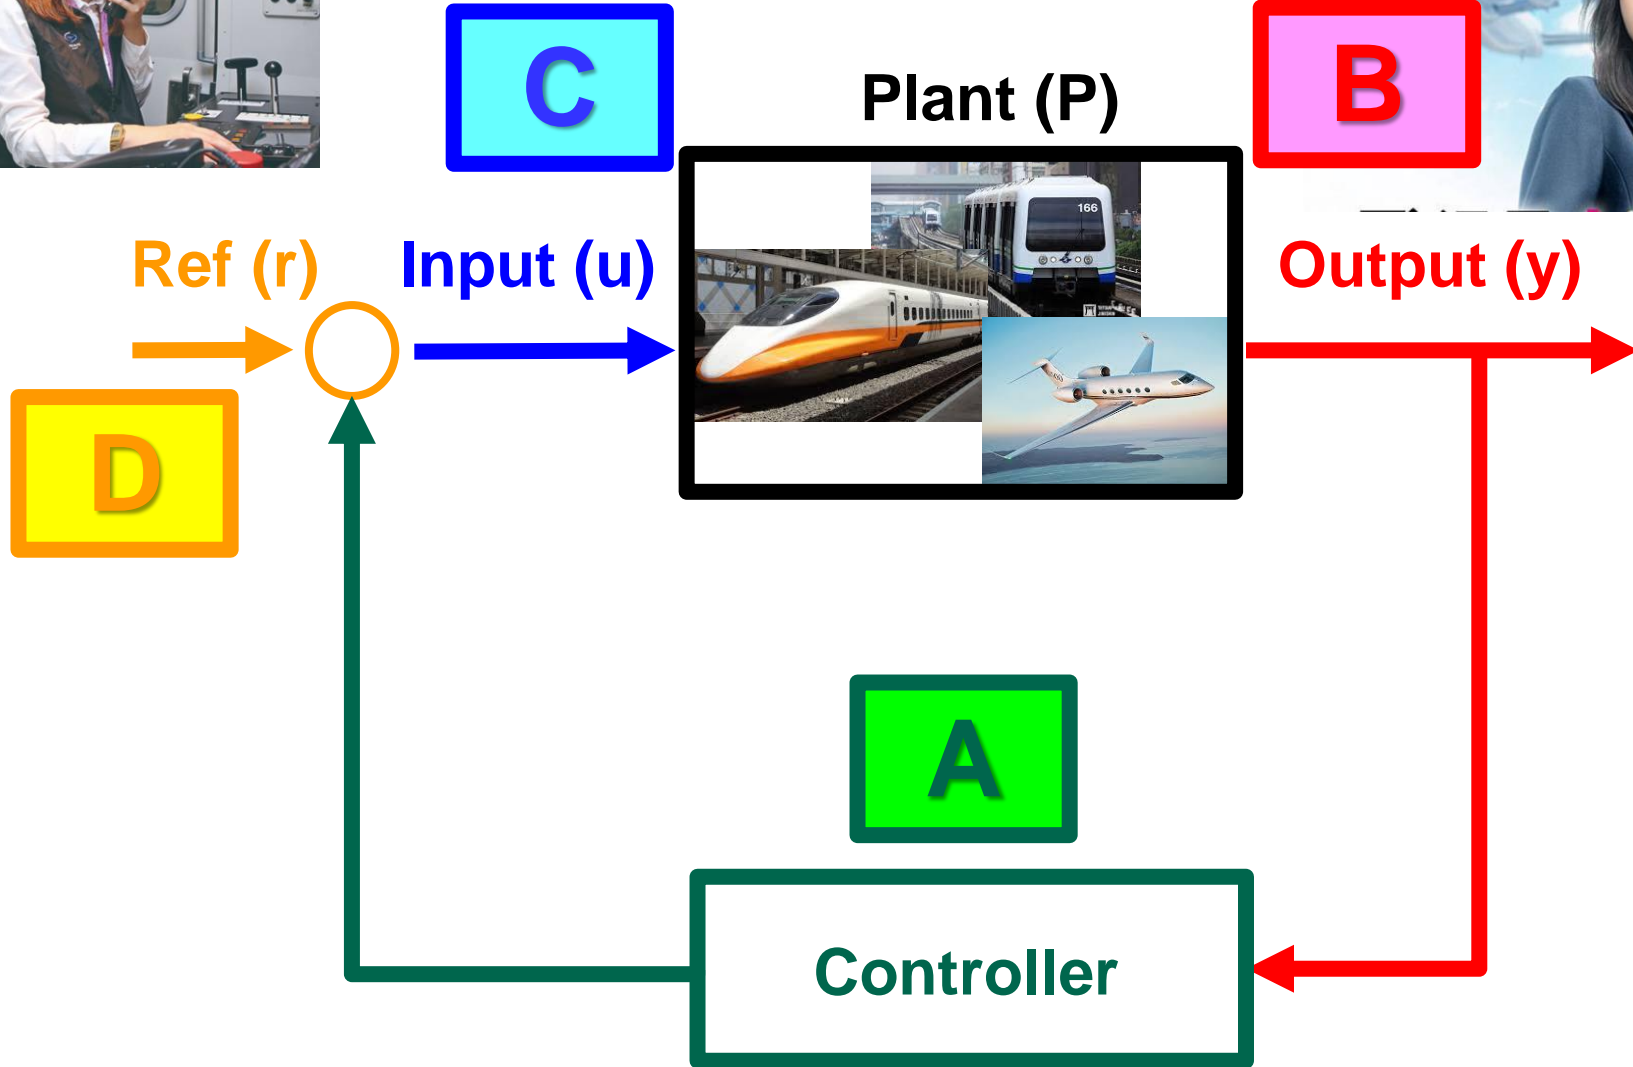 C
B
Plant (P)
166
Ref (r)
Input (u)
Output (y)
D
A
Controller